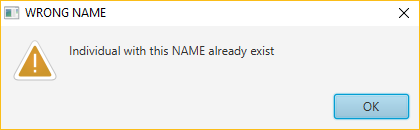 WRONG NAME
Individual with this NAME already exist
OK